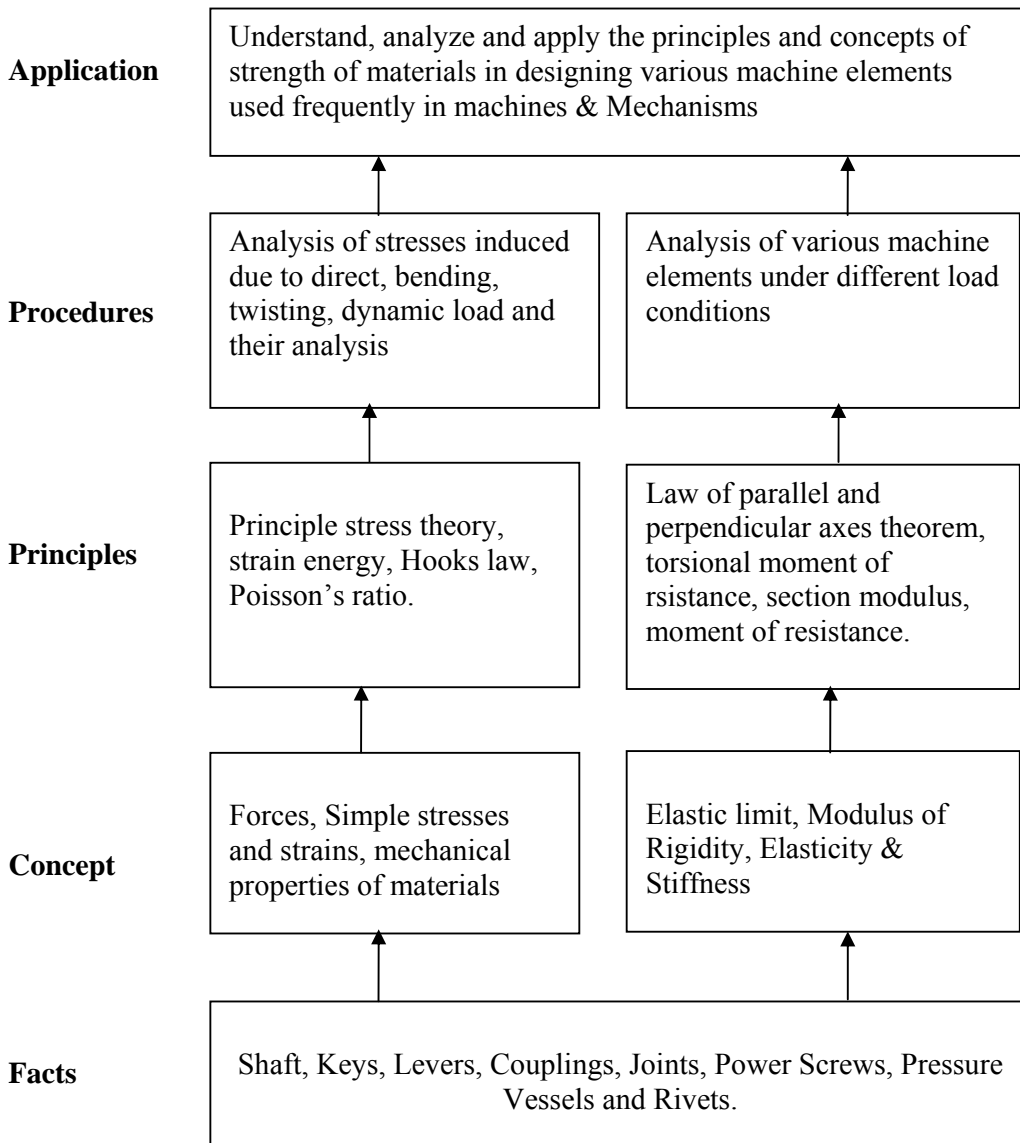 Application
Understand, analyze and apply the principles and concepts of
strength of materials in designing various machine elements
used frequently in machines & Mechanisms
Procedures
Analysis of stresses induced
due to direct, bending,
twisting, dynamic load and
their analysis
Analysis of various machine
elements under different load
conditions
Principles
Principle stress theory,
strain energy, Hooks law,
Poisson’s ratio.
Law of parallel and
perpendicular axes theorem,
torsional moment of
rsistance, section modulus,
moment of resistance.
Concept
Forces, Simple stresses
and strains, mechanical
properties of materials
Elastic limit, Modulus of
Rigidity, Elasticity &
Stiffness
Facts
Shaft, Keys, Levers, Couplings, Joints, Power Screws, Pressure
Vessels and Rivets.